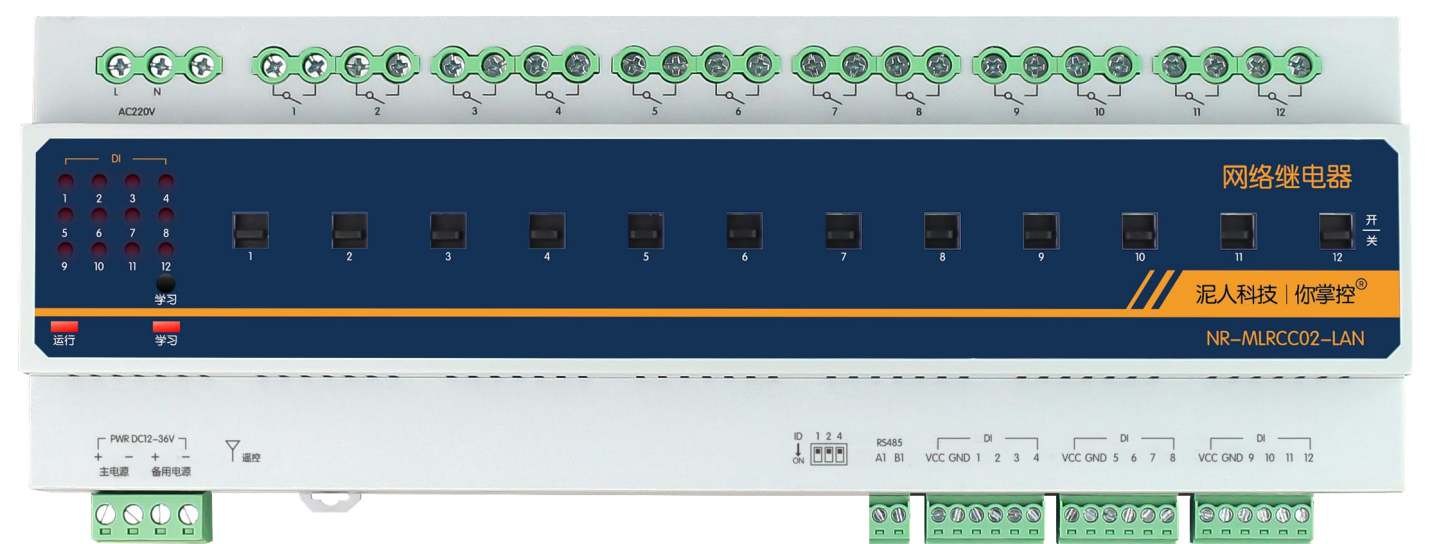 L N
AC220V
1 2 3 4 5 6 7 8 9 10 11 12
DI
1 2 3 4
5 6 7 8
9 10 11 12
学习
运行 学习
1 2 3 4 5 6 7 8 9 10 11 12
网络继电器
开
关
泥人科技|你掌控®
NR-MLRCC02-LAN
PWR DC12-36V
+ - + -
主电源 备用电源
遥控
ID 1 2 4
ON
RS485
A1 B1
DI
VCC GND 1 2 3 4
DI
VCC GND 5 6 7 8
DI
VCC GND 9 10 11 12